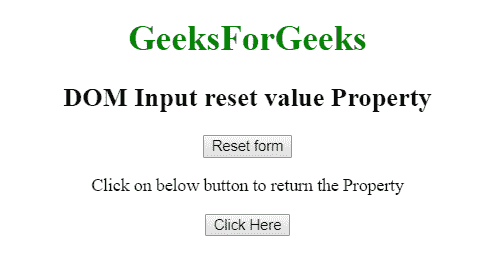 GeeksForGeeks
DOM Input reset value Property
Reset form
Click on below button to return the Property
Click Here